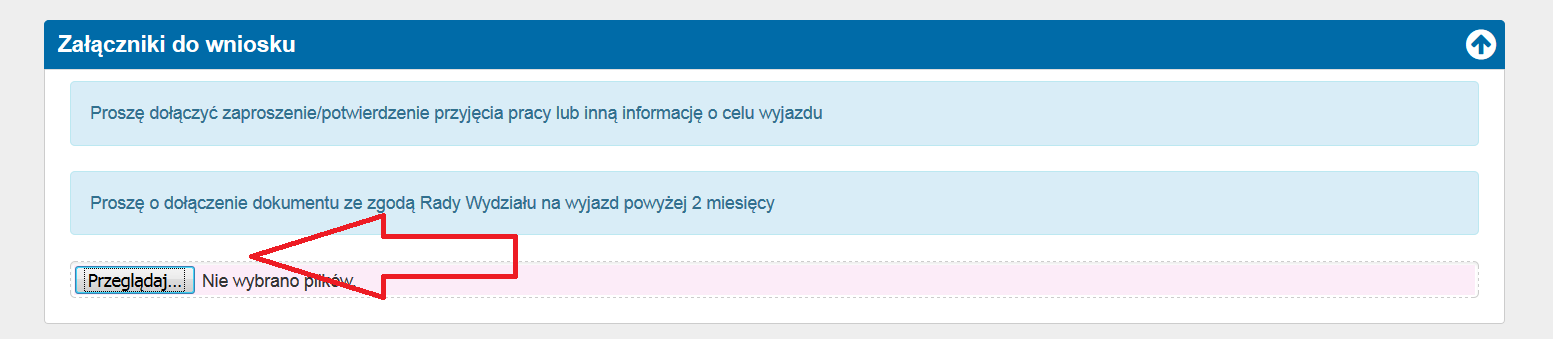 Załączniki do wniosku
Proszę dołączyć zaproszenie/potwierdzenie przyjęcia pracy lub inną informację o celu wyjazdu
Proszę o dołączenie dokumentu ze zgodą Rady Wydziału na wyjazd powyżej 2 miesięcy
Przeglądaj... Nie wybrano plików.